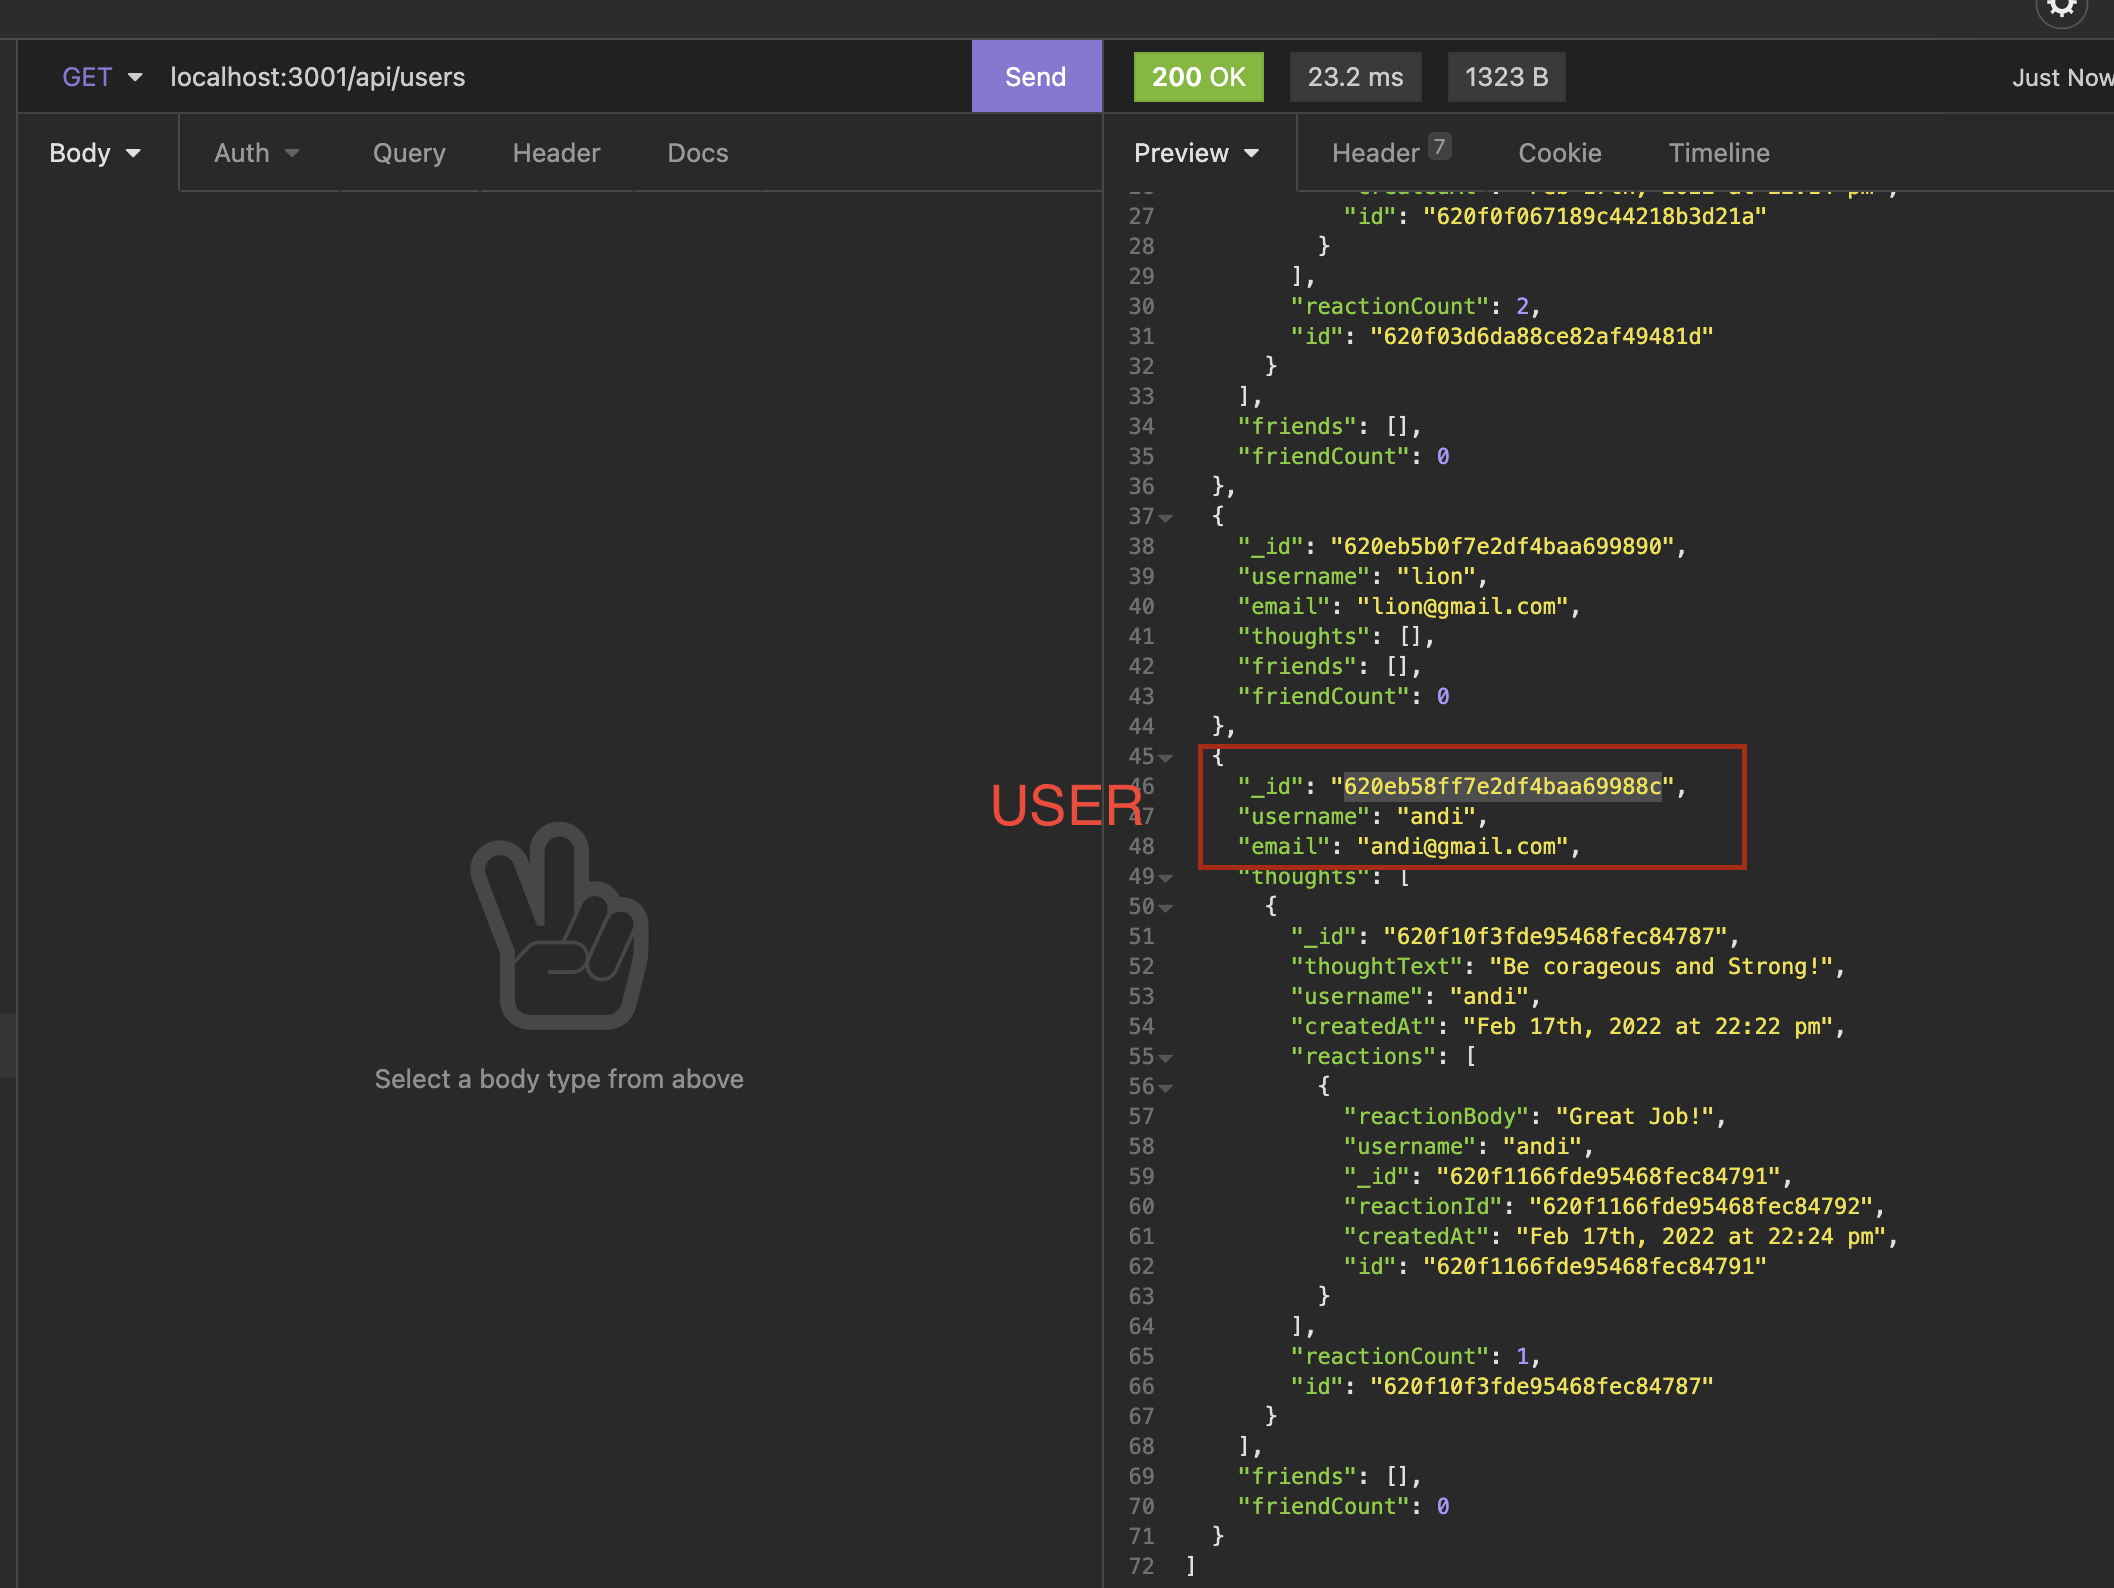 GET localhost:3001/api/users Send 200 OK 23.2 ms 1323 B Just Now
Body Auth Query Header Docs Preview Header 7 Cookie Timeline
27 "id": "620f0f067189c44218b3d21a"
28 }
29 ],
30 "reactionCount": 2,
31 "id": "620f03d6da88ce82af49481d"
32 }
33 ],
34 "friends": [],
35 "friendCount": 0
36 },
37 {
38 "_id": "620eb5b0f7e2df4baa699890",
39 "username": "lion",
40 "email": "lion@gmail.com",
41 "thoughts": [],
42 "friends": [],
43 "friendCount": 0
44 },
45 {
46 "_id": "620eb58ff7e2df4baa69988c",
USER
47 "username": "andi",
48 "email": "andi@gmail.com",
49 "thoughts": [
50 {
51 "_id": "620f10f3fde95468fec84787",
52 "thoughtText": "Be corageous and Strong!",
53 "username": "andi",
54 "createdAt": "Feb 17th, 2022 at 22:22 pm",
55 "reactions": [
56 {
57 "reactionBody": "Great Job!",
58 "username": "andi",
59 "_id": "620f1166fde95468fec84791",
60 "reactionId": "620f1166fde95468fec84792",
61 "createdAt": "Feb 17th, 2022 at 22:24 pm",
62 "id": "620f1166fde95468fec84791"
63 }
64 ],
65 "reactionCount": 1,
66 "id": "620f10f3fde95468fec84787"
67 }
68 ],
69 "friends": [],
70 "friendCount": 0
71 }
72 ]
Select a body type from above